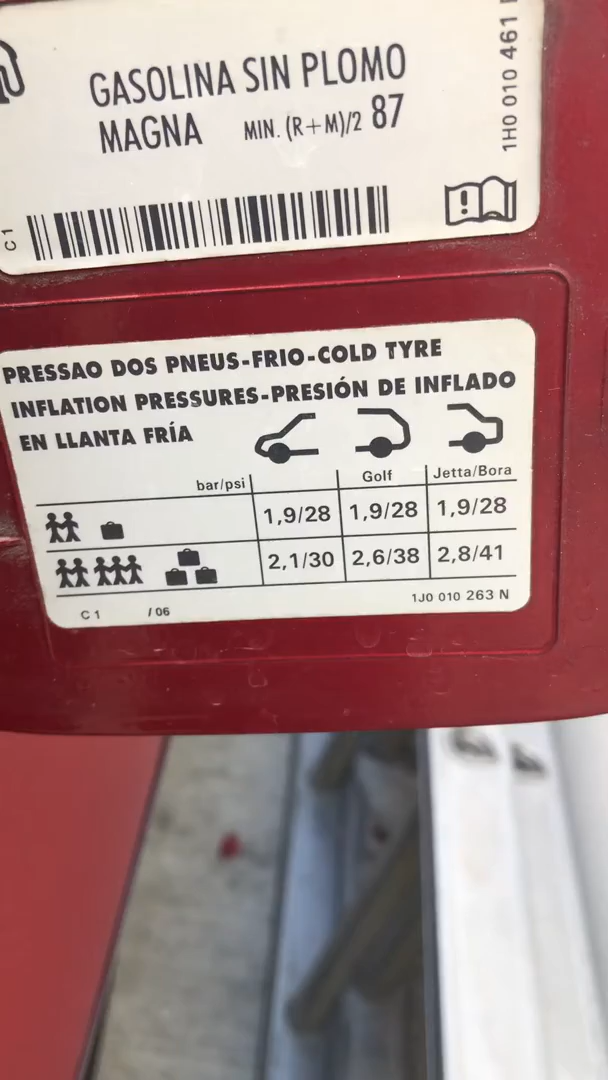 GASOLINA SIN PLOMO
MAGNA MIN. (R+M)/2 87
1H0 010 461
C 1
PRESSAO DOS PNEUS-FRIO-COLD TYRE
INFLATION PRESSURES-PRESIÓN DE INFLADO
EN LLANTA FRÍA
bar/psi Golf Jetta/Bora
1,9/28 1,9/28 1,9/28
2,1/30 2,6/38 2,8/41
C 1 / 06 1J0 010 263 N